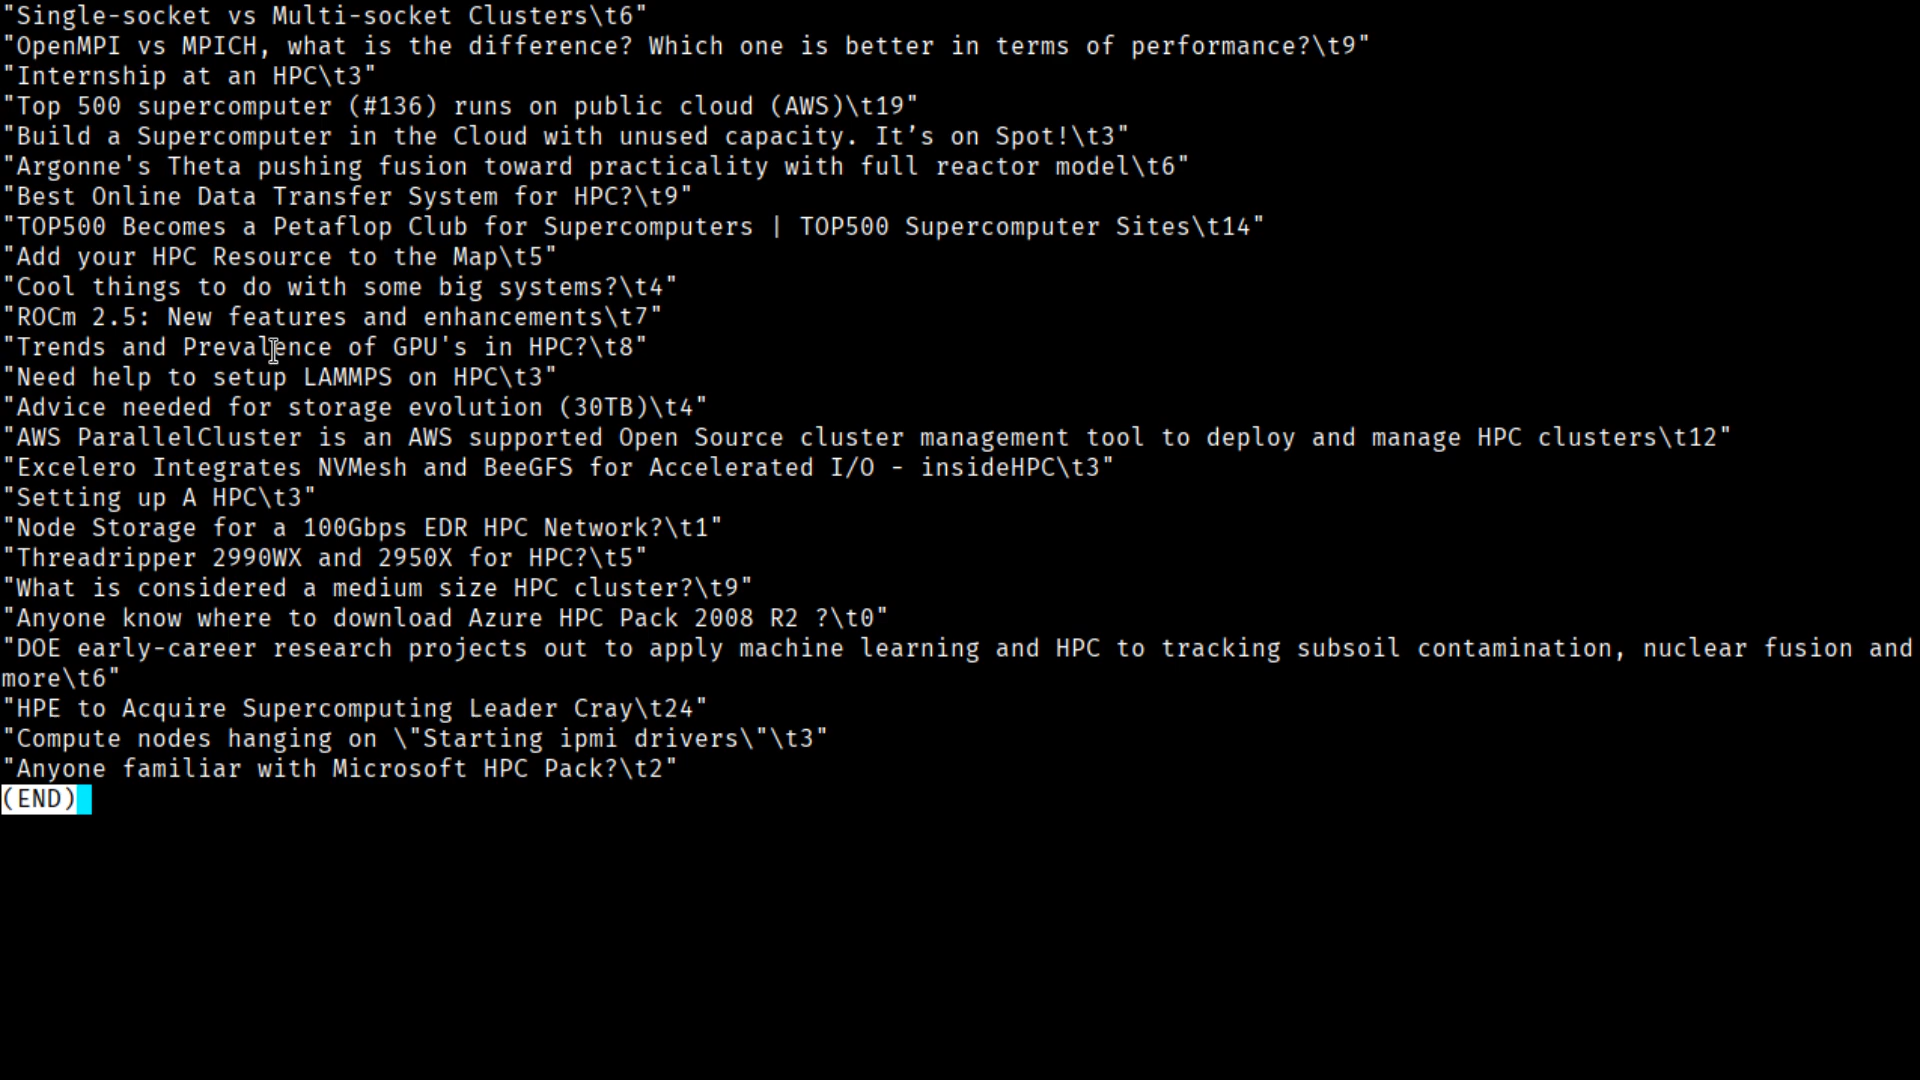 "Single-socket vs Multi-socket Clusters\t6"
"OpenMPI vs MPICH, what is the difference? Which one is better in terms of performance?\t9"
"Internship at an HPC\t3"
"Top 500 supercomputer (#136) runs on public cloud (AWS)\t19"
"Build a Supercomputer in the Cloud with unused capacity. It’s on Spot!\t3"
"Argonne's Theta pushing fusion toward practicality with full reactor model\t6"
"Best Online Data Transfer System for HPC?\t9"
"TOP500 Becomes a Petaflop Club for Supercomputers | TOP500 Supercomputer Sites\t14"
"Add your HPC Resource to the Map\t5"
"Cool things to do with some big systems?\t4"
"ROCm 2.5: New features and enhancements\t7"
"Trends and Prevalence of GPU's in HPC?\t8"
"Need help to setup LAMMPS on HPC\t3"
"Advice needed for storage evolution (30TB)\t4"
"AWS ParallelCluster is an AWS supported Open Source cluster management tool to deploy and manage HPC clusters\t12"
"Excelero Integrates NVMesh and BeeGFS for Accelerated I/O - insideHPC\t3"
"Setting up A HPC\t3"
"Node Storage for a 100Gbps EDR HPC Network?\t1"
"Threadripper 2990WX and 2950X for HPC?\t5"
"What is considered a medium size HPC cluster?\t9"
"Anyone know where to download Azure HPC Pack 2008 R2 ?\t0"
"DOE early-career research projects out to apply machine learning and HPC to tracking subsoil contamination, nuclear fusion and
more\t6"
"HPE to Acquire Supercomputing Leader Cray\t24"
"Compute nodes hanging on \"Starting ipmi drivers\"\t3"
"Anyone familiar with Microsoft HPC Pack?\t2"
(END)